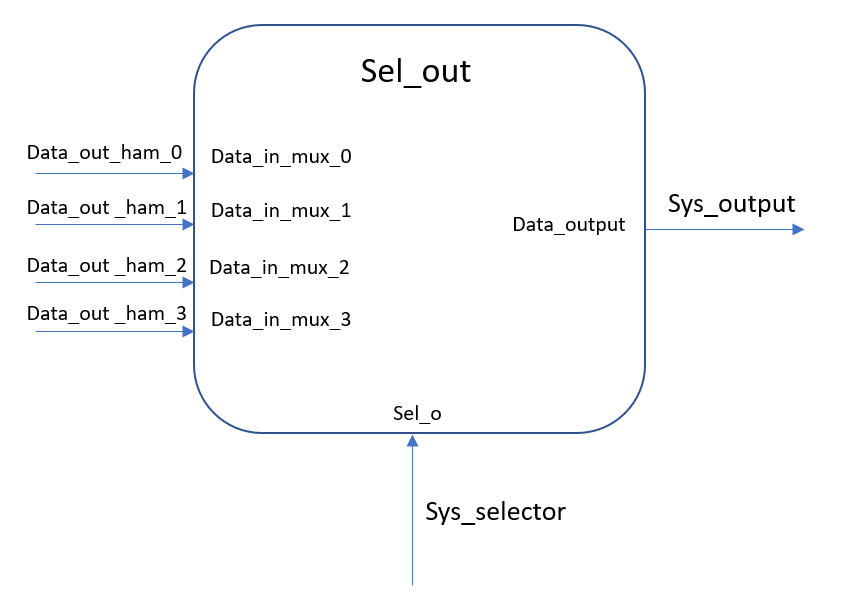 Sel_out
Data_out_ham_0
Data_in_mux_0
Data_out _ham_1
Data_in_mux_1
Data_output
Sys_output
Data_out _ham_2
Data_in_mux_2
Data_out _ham_3
Data_in_mux_3
Sel_o
Sys_selector